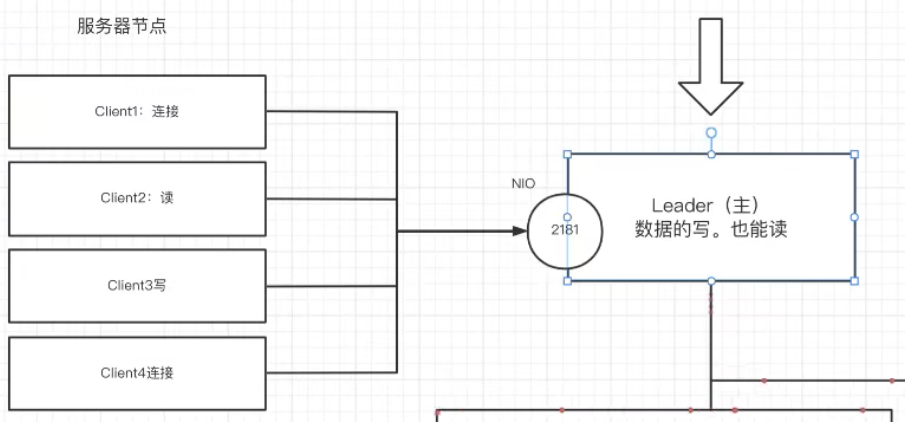 服务器节点
Client1：连接
Client2：读
Client3写
Client4连接
NIO
2181
Leader（主）
数据的写。也能读